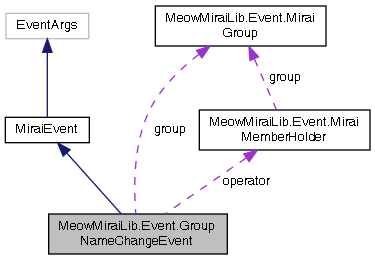 EventArgs
MeowMiraiLib.Event.Mirai
Group
group
group
MiraiEvent
MeowMiraiLib.Event.Mirai
MemberHolder
operator
MeowMiraiLib.Event.Group
NameChangeEvent